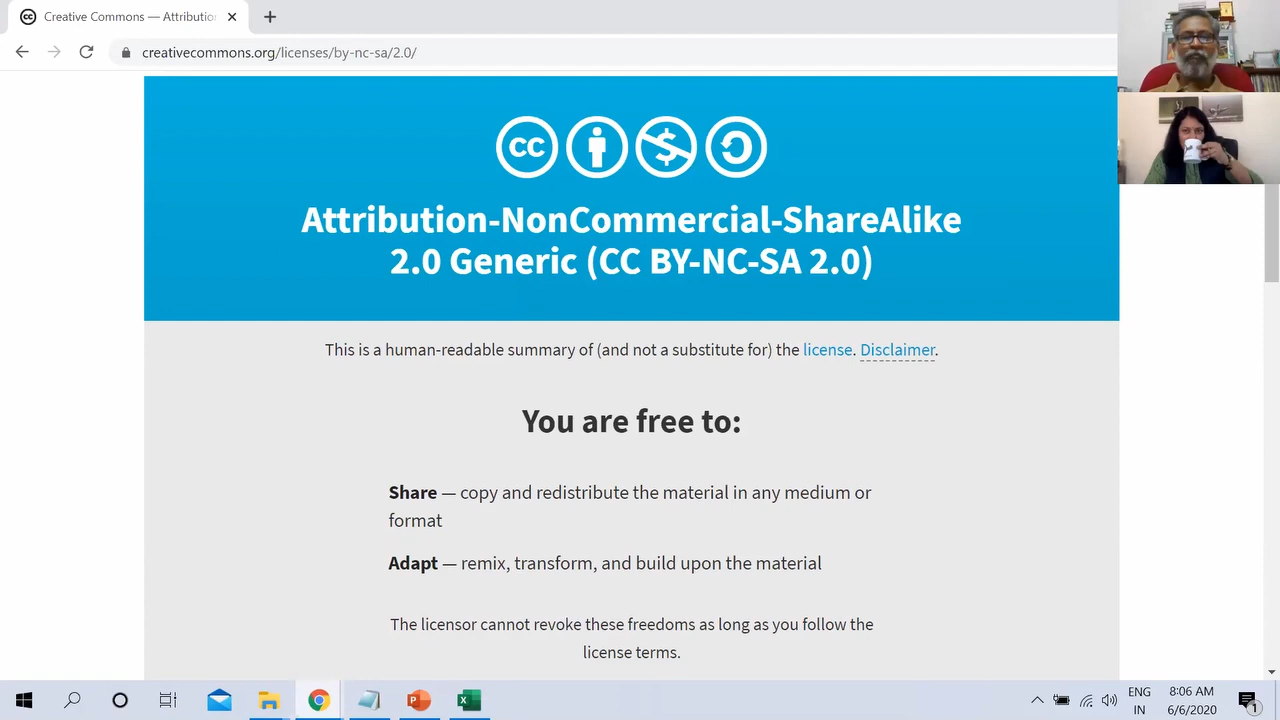 Creative Commons — Attributio
creativecommons.org/licenses/by-nc-sa/2.0/
cc
Attribution-NonCommercial-ShareAlike
2.0 Generic (CC BY-NC-SA 2.0)
This is a human-readable summary of (and not a substitute for) the license. Disclaimer.
You are free to:
Share — copy and redistribute the material in any medium or
format
Adapt — remix, transform, and build upon the material
The licensor cannot revoke these freedoms as long as you follow the
license terms.
ENG
IN
8:06 AM
6/6/2020
1